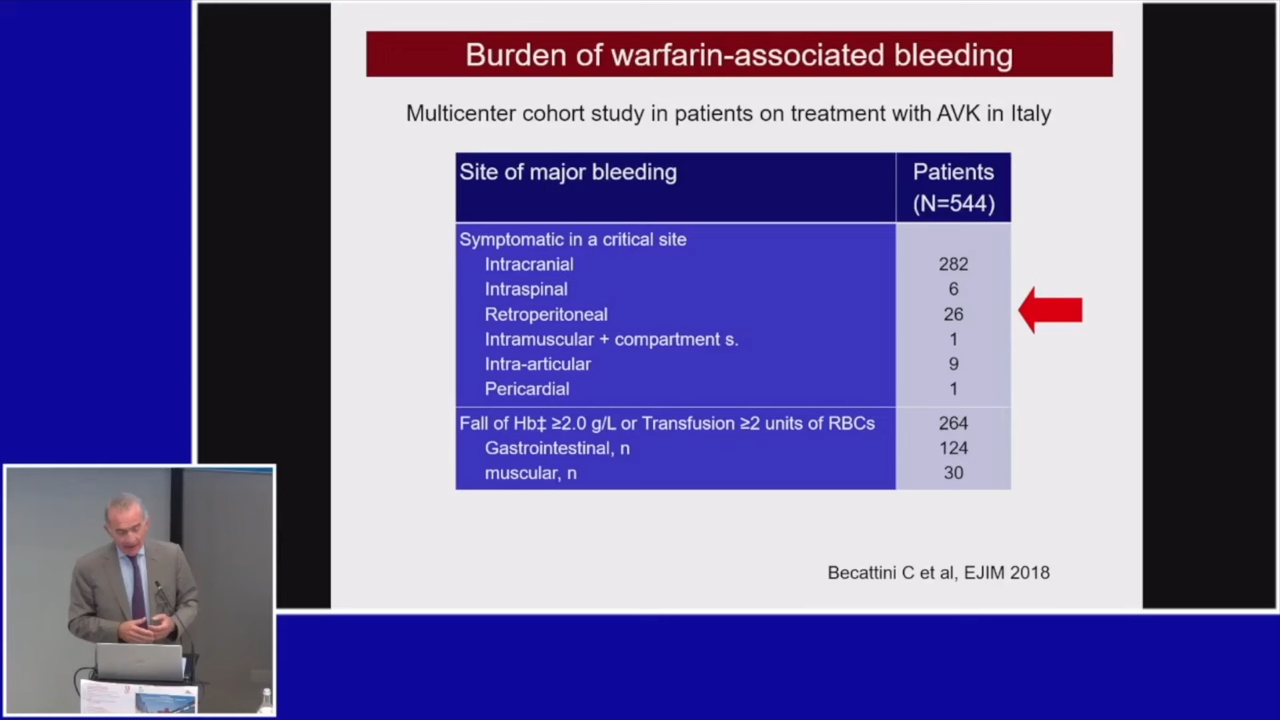 Burden of warfarin-associated bleeding
Multicenter cohort study in patients on treatment with AVK in Italy
Site of major bleeding Patients
(N=544)
Symptomatic in a critical site
Intracranial 282
Intraspinal 6
Retroperitoneal 26
Intramuscular + compartment s. 1
Intra-articular 9
Pericardial 1
Fall of Hb‡ ≥2.0 g/L or Transfusion ≥2 units of RBCs 264
Gastrointestinal, n 124
muscular, n 30
Becattini C et al, EJIM 2018